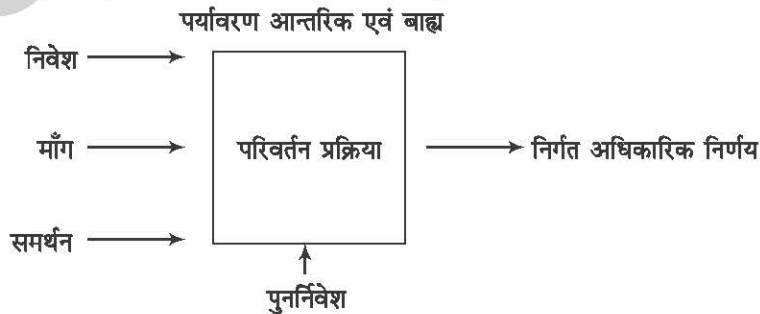 पर्यावरण आन्तरिक एवं बाह्य
निवेश
माँग
परिवर्तन प्रक्रिया
निर्गत अधिकारिक निर्णय
समर्थन
पुनर्निवेश